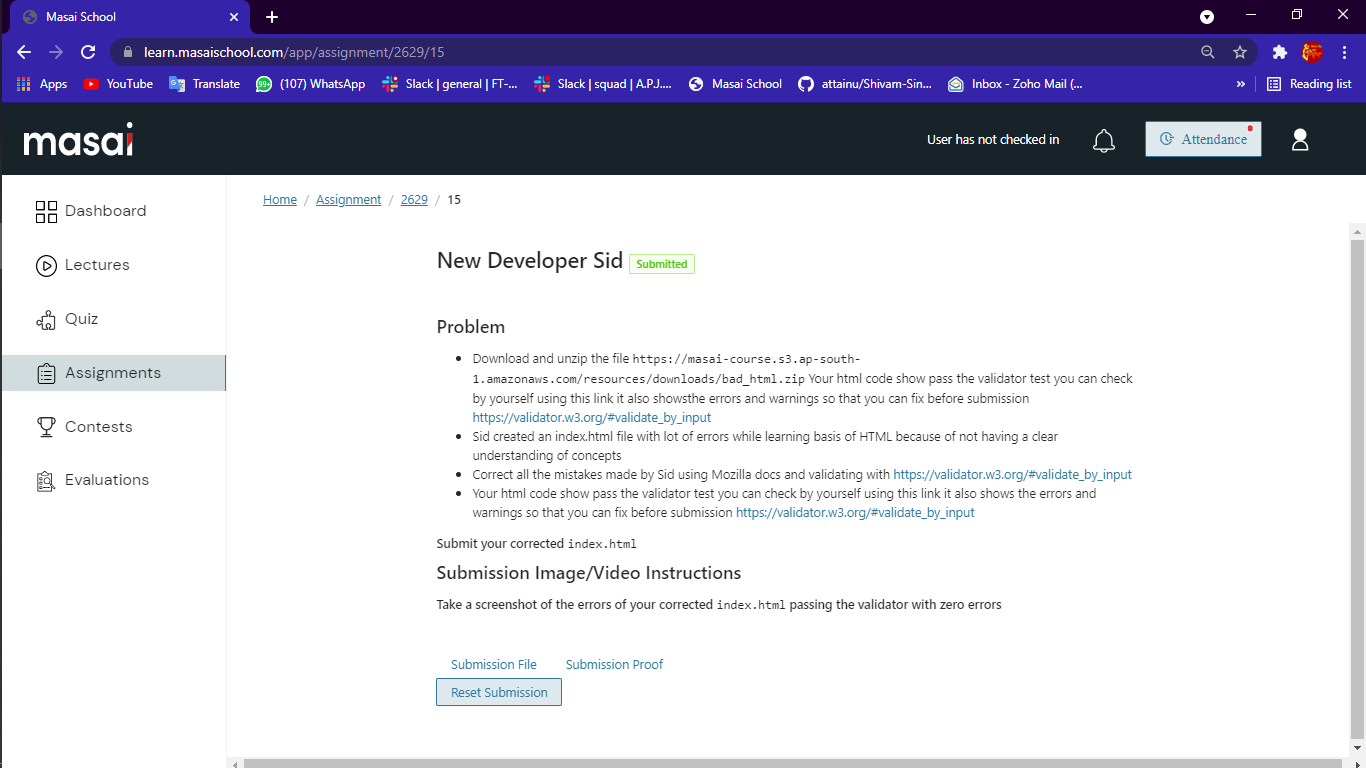 Masai School
learn.masaischool.com/app/assignment/2629/15
Apps YouTube Translate (107) WhatsApp Slack | general | FT-... Slack | squad | A.P.J.... Masai School attainu/Shivam-Sin... Inbox - Zoho Mail (... » Reading list
masai
User has not checked in
Attendance
Home / Assignment / 2629 / 15
Dashboard
Lectures
Quiz
Assignments
Contests
Evaluations
New Developer Sid Submitted
Problem
• Download and unzip the file https://masai-course.s3.ap-south-
1.amazonaws.com/resources/downloads/bad_html.zip Your html code show pass the validator test you can check
by yourself using this link it also showsthe errors and warnings so that you can fix before submission
https://validator.w3.org/#validate_by_input
• Sid created an index.html file with lot of errors while learning basis of HTML because of not having a clear
understanding of concepts
• Correct all the mistakes made by Sid using Mozilla docs and validating with https://validator.w3.org/#validate_by_input
• Your html code show pass the validator test you can check by yourself using this link it also shows the errors and
warnings so that you can fix before submission https://validator.w3.org/#validate_by_input
Submit your corrected index.html
Submission Image/Video Instructions
Take a screenshot of the errors of your corrected index.html passing the validator with zero errors
Submission File Submission Proof
Reset Submission